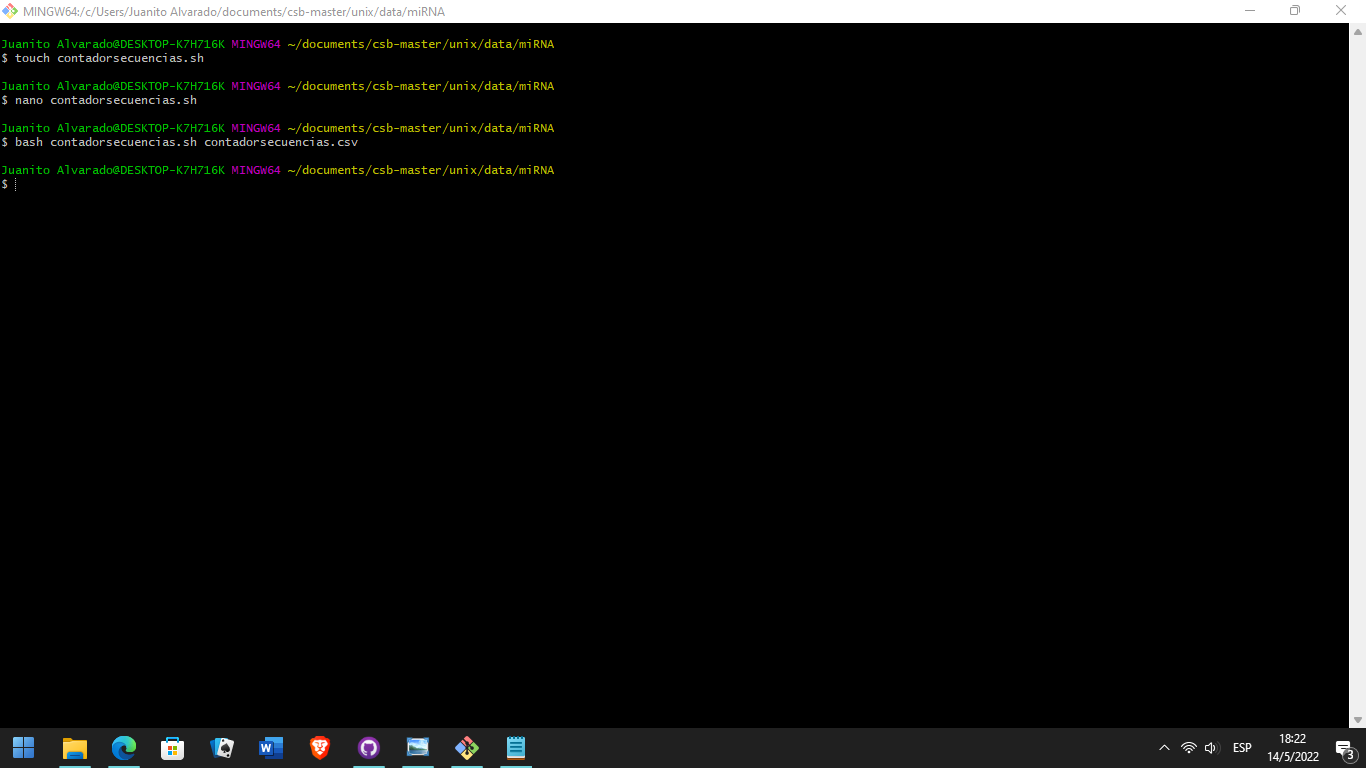 MINGW64:/c/Users/Juanito Alvarado/documents/csb-master/unix/data/miRNA
Juanito Alvarado@DESKTOP-K7H716K MINGW64 ~/documents/csb-master/unix/data/miRNA
$ touch contadorsecuencias.sh
Juanito Alvarado@DESKTOP-K7H716K MINGW64 ~/documents/csb-master/unix/data/miRNA
$ nano contadorsecuencias.sh
Juanito Alvarado@DESKTOP-K7H716K MINGW64 ~/documents/csb-master/unix/data/miRNA
$ bash contadorsecuencias.sh contadorsecuencias.csv
Juanito Alvarado@DESKTOP-K7H716K MINGW64 ~/documents/csb-master/unix/data/miRNA
$
W
ESP
18:22
14/5/2022
3